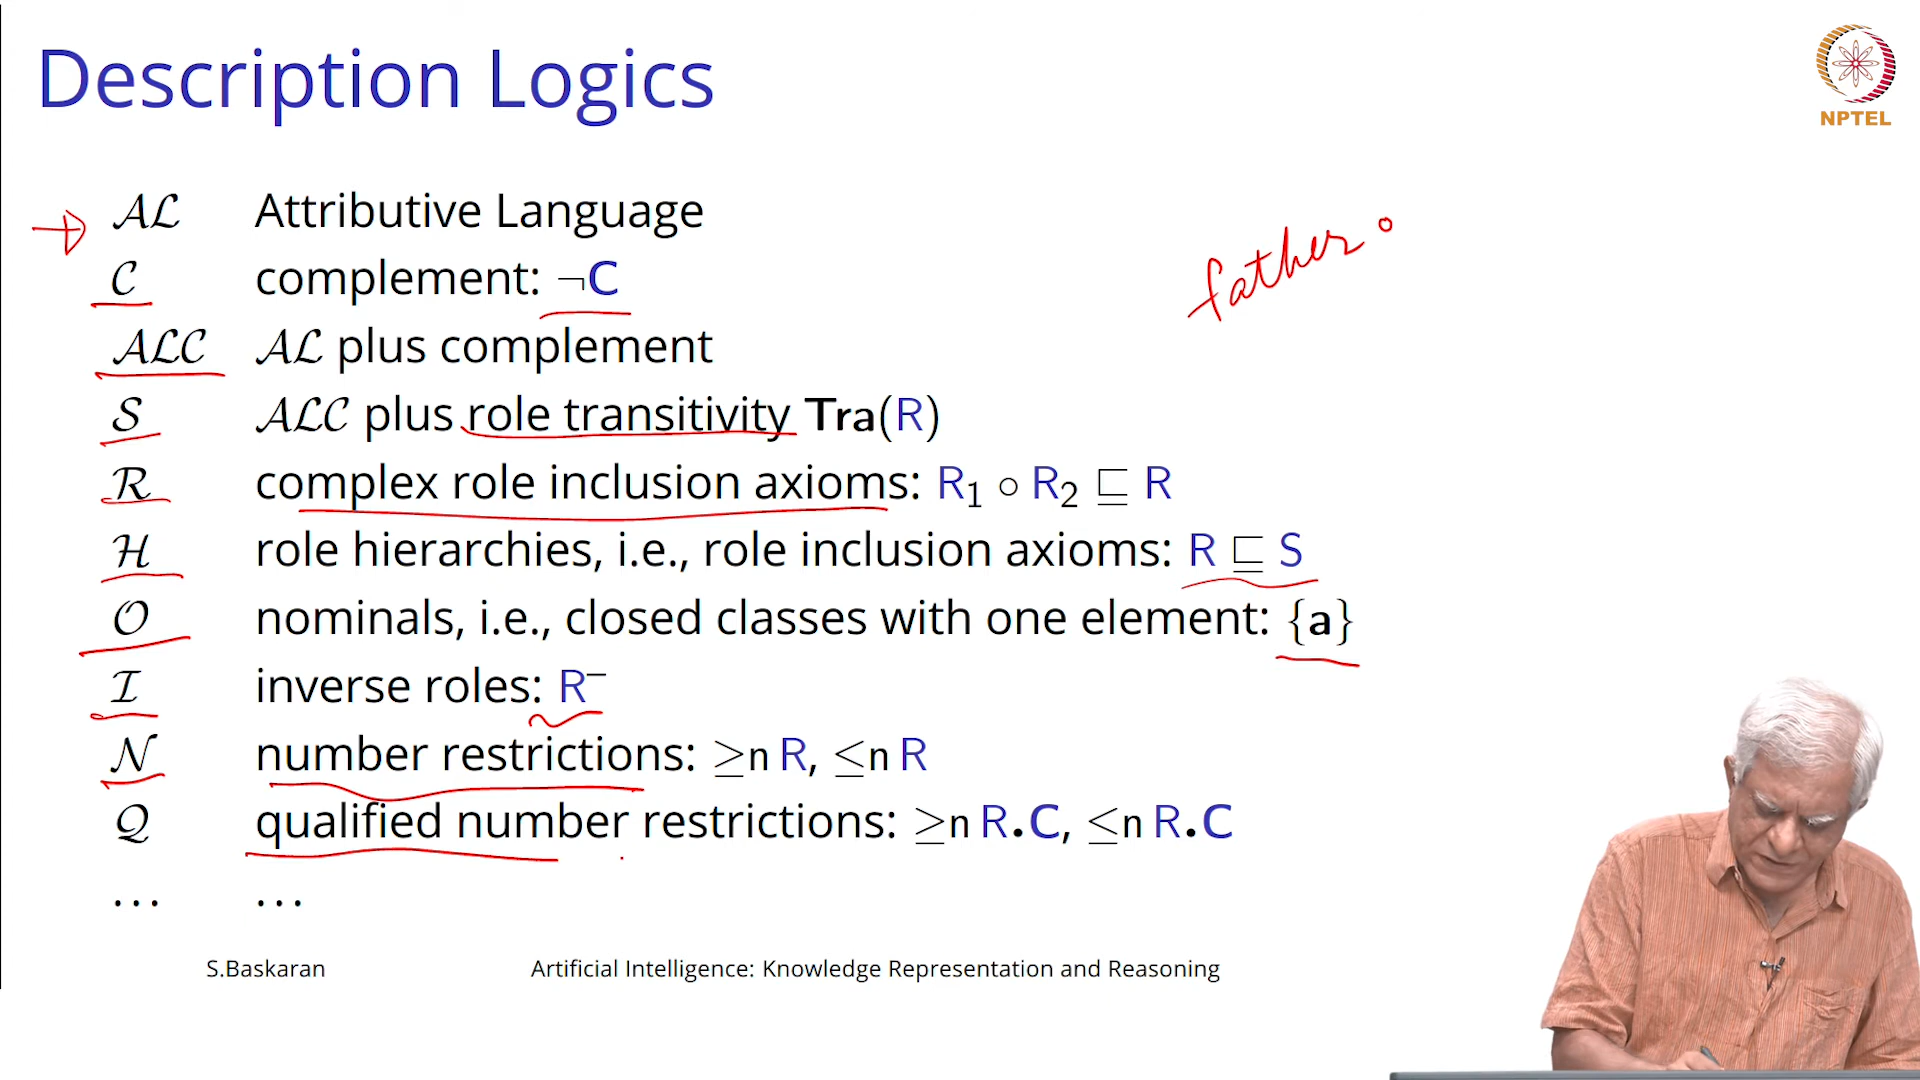 Description Logics
NPTEL
𝒜ℒ Attributive Language
father ∘
𝒞 complement: ¬C
𝒜ℒ𝒞 𝒜ℒ plus complement
𝒮 𝒜ℒ𝒞 plus role transitivity Tra(R)
ℛ complex role inclusion axioms: R₁ ∘ R₂ ⊑ R
ℋ role hierarchies, i.e., role inclusion axioms: R ⊑ S
𝒪 nominals, i.e., closed classes with one element: {a}
ℐ inverse roles: R⁻
𝒩 number restrictions: ≥n R, ≤n R
𝒬 qualified number restrictions: ≥n R.C, ≤n R.C
... ...
S.Baskaran Artificial Intelligence: Knowledge Representation and Reasoning